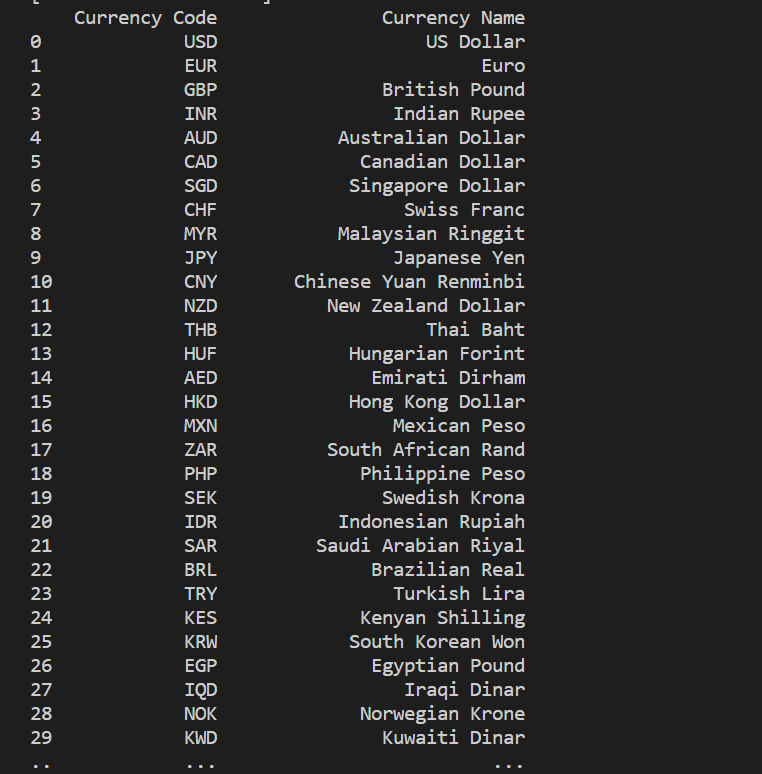 Currency Code Currency Name
0 USD US Dollar
1 EUR Euro
2 GBP British Pound
3 INR Indian Rupee
4 AUD Australian Dollar
5 CAD Canadian Dollar
6 SGD Singapore Dollar
7 CHF Swiss Franc
8 MYR Malaysian Ringgit
9 JPY Japanese Yen
10 CNY Chinese Yuan Renminbi
11 NZD New Zealand Dollar
12 THB Thai Baht
13 HUF Hungarian Forint
14 AED Emirati Dirham
15 HKD Hong Kong Dollar
16 MXN Mexican Peso
17 ZAR South African Rand
18 PHP Philippine Peso
19 SEK Swedish Krona
20 IDR Indonesian Rupiah
21 SAR Saudi Arabian Riyal
22 BRL Brazilian Real
23 TRY Turkish Lira
24 KES Kenyan Shilling
25 KRW South Korean Won
26 EGP Egyptian Pound
27 IQD Iraqi Dinar
28 NOK Norwegian Krone
29 KWD Kuwaiti Dinar
.. ... ...